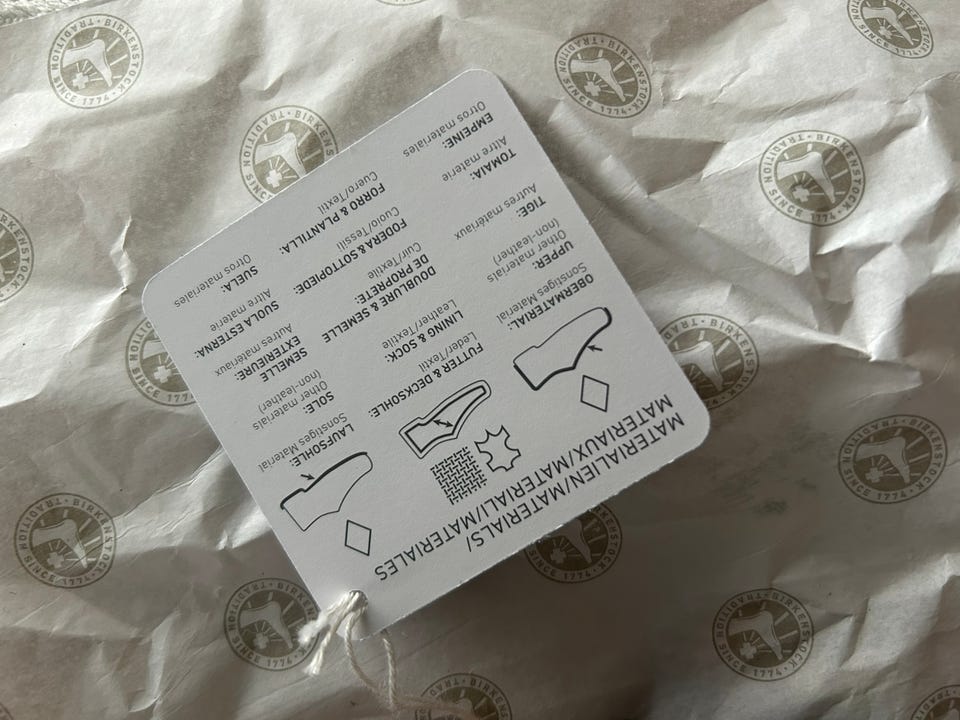 MATERIALIEN/MATERIALS/
MATERIAUX/MATERIALI/MATERIALES
OBERMATERIAL:
Sonstiges Material
UPPER:
Other materials
(non-leather)
TIGE:
Autres matériaux
TOMAIA:
Altre materie
EMPEINE:
Otros materiales
FUTTER & DECKSOHLE:
Leder/Textil
LINING & SOCK:
Leather/Textile
DOUBLURE & SEMELLE
DE PROPRETE:
Cuir/Textile
FODERA & SOTTOPIEDE:
Cuoio/Tessili
FORRO & PLANTILLA:
Cuero/Textil
LAUFSOHLE:
Sonstiges Material
SOLE:
Other materials
(non-leather)
SEMELLE
EXTERIEURE:
Autres matériaux
SUOLA ESTERNA:
Altre materie
SUELA:
Otros materiales
TRADITION • BIRKENSTOCK •
SINCE 1774 •